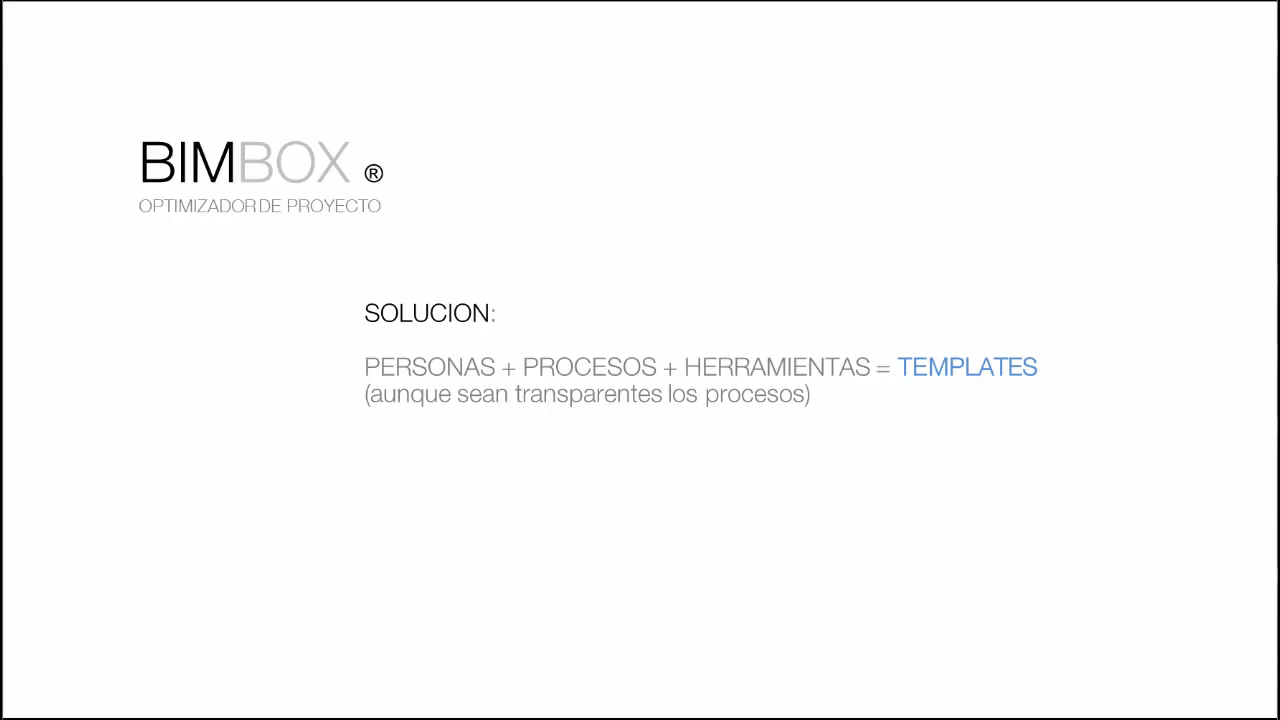 BIMBOX ®
OPTIMIZADOR DE PROYECTO
SOLUCION:
PERSONAS + PROCESOS + HERRAMIENTAS = TEMPLATES
(aunque sean transparentes los procesos)